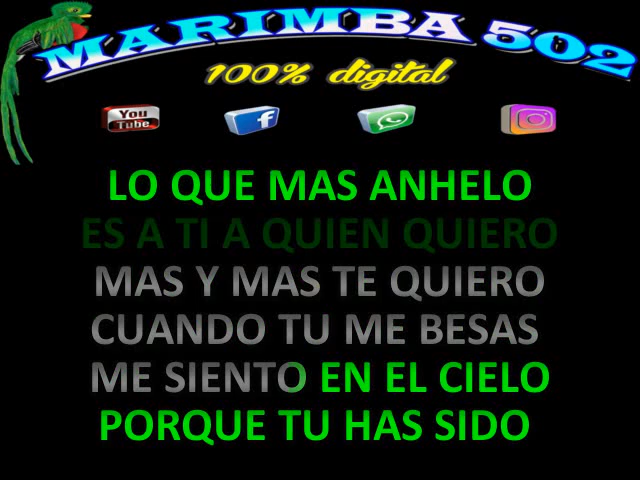 MARIMBA 502
100% digital
You
Tube
LO QUE MAS ANHELO
ES A TI A QUIEN QUIERO
MAS Y MAS TE QUIERO
CUANDO TU ME BESAS
ME SIENTO EN EL CIELO
PORQUE TU HAS SIDO